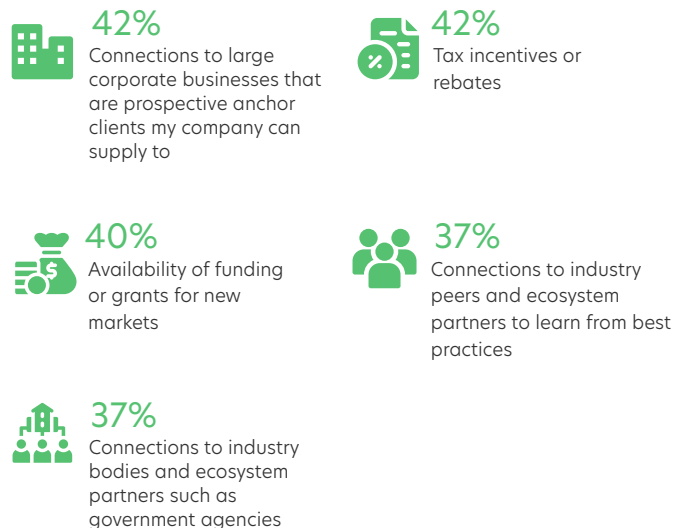 42%
Connections to large
corporate businesses that
are prospective anchor
clients my company can
supply to
42%
Tax incentives or
rebates
40%
Availability of funding
or grants for new
markets
37%
Connections to industry
peers and ecosystem
partners to learn from best
practices
37%
Connections to industry
bodies and ecosystem
partners such as
government agencies